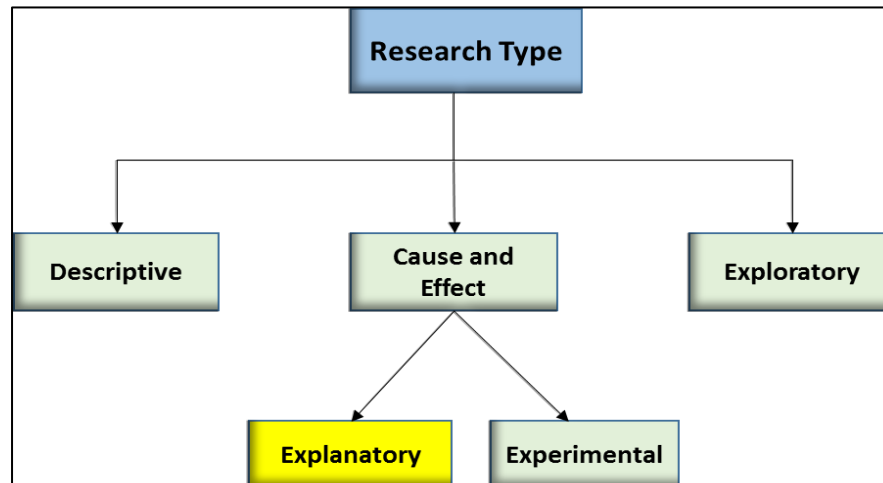 Research Type
Descriptive
Cause and
Effect
Exploratory
Explanatory
Experimental